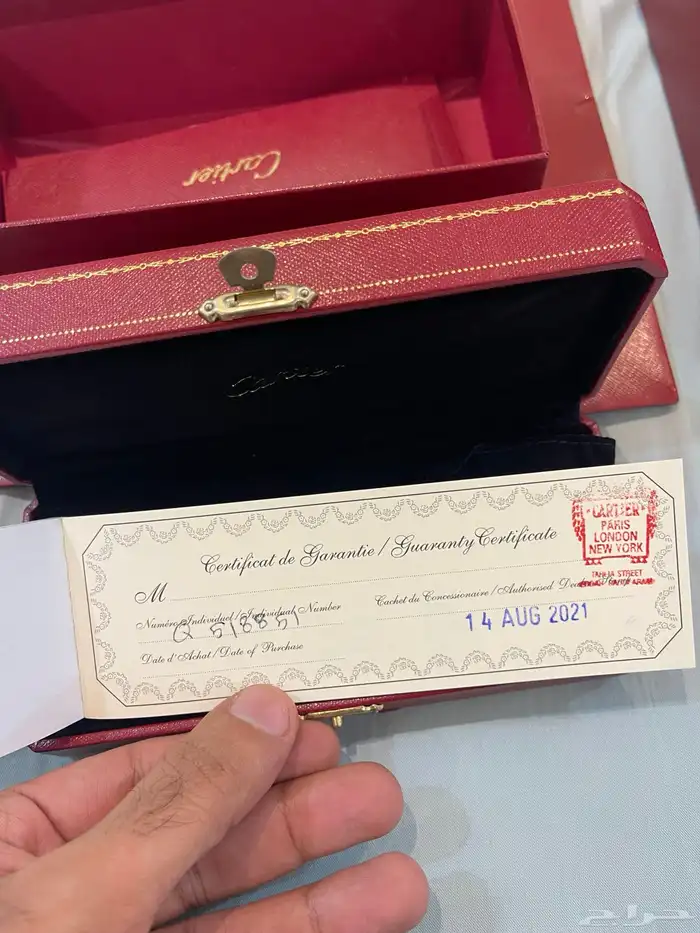 Cartier
Cartier
Certificat de Garantie / Guaranty Certificate
CARTIER
PARIS
LONDON
NEW YORK
M
Numéro Individuel / Individual Number
Cachet du Concessionaire / Authorised
STREET
14 AUG 2021
Date d'Achat / Date of Purchase
حراج